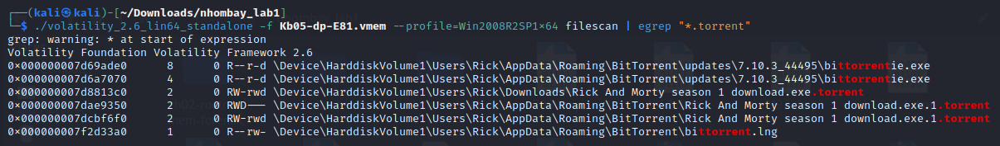 ┌──(kali㉿kali)-[~/Downloads/nhombay_lab1]
└─$ ./volatility_2.6_lin64_standalone -f Kb05-dp-E81.vmem --profile=Win2008R2SP1×64 filescan | egrep "*.torrent"
grep: warning: * at start of expression
Volatility Foundation Volatility Framework 2.6
0×000000007d69ade0 8 0 R--r-d \Device\HarddiskVolume1\Users\Rick\AppData\Roaming\BitTorrent\updates\7.10.3_44495\bittorrentie.exe
0×000000007d6a7070 4 0 R--r-d \Device\HarddiskVolume1\Users\Rick\AppData\Roaming\BitTorrent\updates\7.10.3_44495\bittorrentie.exe
0×000000007d8813c0 2 0 RW-rwd \Device\HarddiskVolume1\Users\Rick\Downloads\Rick And Morty season 1 download.exe.torrent
0×000000007dae9350 2 0 RWD--- \Device\HarddiskVolume1\Users\Rick\AppData\Roaming\BitTorrent\Rick And Morty season 1 download.exe.1.torrent
0×000000007dcbf6f0 2 0 RW-rwd \Device\HarddiskVolume1\Users\Rick\AppData\Roaming\BitTorrent\Rick And Morty season 1 download.exe.1.torrent
0×000000007f2d33a0 1 0 R--rw- \Device\HarddiskVolume1\Users\Rick\AppData\Roaming\BitTorrent\bittorrent.lng